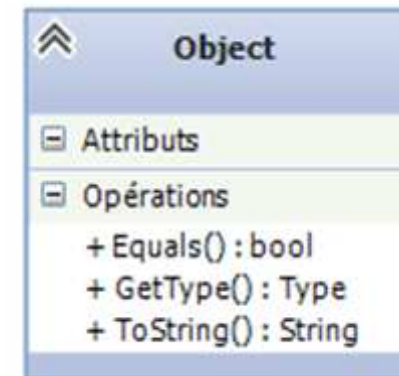 Object
Attributs
Opérations
+ Equals() : bool
+ GetType() : Type
+ ToString() : String